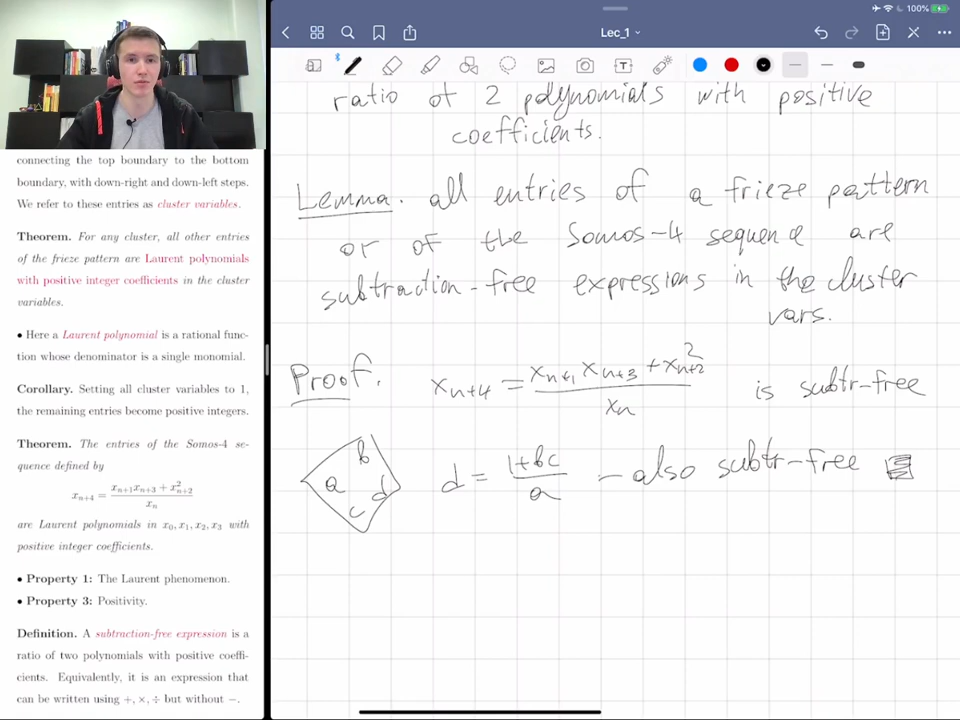 connecting the top boundary to the bottom
boundary, with down-right and down-left steps.
We refer to these entries as cluster variables.
Theorem. For any cluster, all other entries
of the frieze pattern are Laurent polynomials
with positive integer coefficients in the cluster
variables.
• Here a Laurent polynomial is a rational func-
tion whose denominator is a single monomial.
Corollary. Setting all cluster variables to 1,
the remaining entries become positive integers.
Theorem. The entries of the Somos-4 se-
quence defined by
x_{n+4} = \frac{x_{n+1}x_{n+3} + x_{n+2}^2}{x_n}
are Laurent polynomials in x_0, x_1, x_2, x_3 with
positive integer coefficients.
• Property 1: The Laurent phenomenon.
• Property 3: Positivity.
Definition. A subtraction-free expression is a
ratio of two polynomials with positive coeffi-
cients. Equivalently, it is an expression that
can be written using +, ×, ÷ but without −.
100%
Lec_1
ratio of 2 polynomials with positive
coefficients.
Lemma. all entries of a frieze pattern
or of the Somos-4 sequence are
subtraction-free expressions in the cluster
vars.
Proof. x_{n+4} = \frac{x_{n+1} x_{n+3} + x_{n+2}^2}{x_n} is subtr-free
a b c d d = \frac{1+bc}{a} – also subtr-free